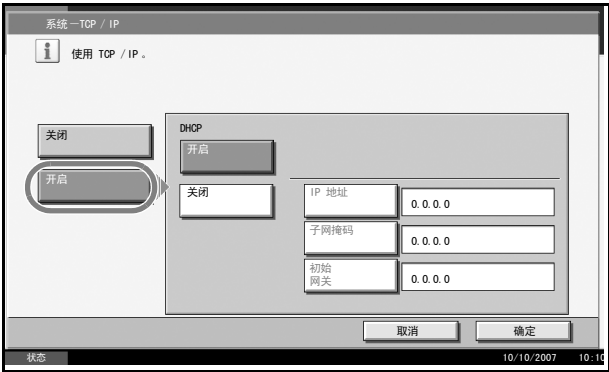 系统－TCP / IP
i
使用 TCP / IP 。
关闭
开启
DHCP
开启
关闭
IP 地址
0.0.0.0
子网掩码
0.0.0.0
初始
网关
0.0.0.0
取消
确定
状态
10/10/2007 10:10